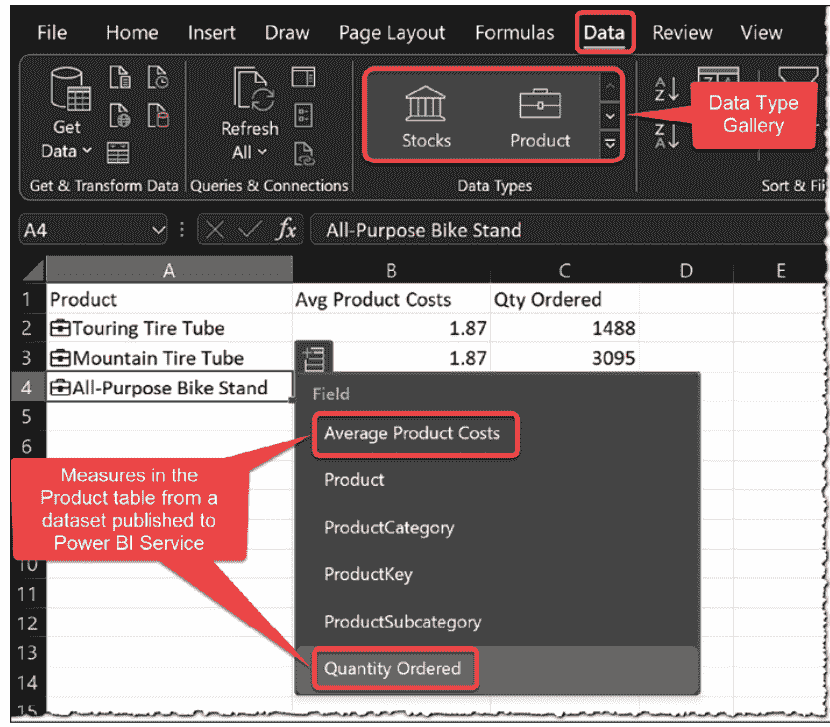 File Home Insert Draw Page Layout Formulas Data Review View
Get Data
Refresh All
Stocks
Product
Data Type Gallery
Get & Transform Data
Queries & Connections
Data Types
Sort &
A4
fx
All-Purpose Bike Stand
A B C D E
1 Product Avg Product Costs Qty Ordered
2 Touring Tire Tube 1.87 1488
3 Mountain Tire Tube 1.87 3095
4 All-Purpose Bike Stand
Field
5
Average Product Costs
6
Measures in the
Product table from a
dataset published to
Power BI Service
Product
ProductCategory
10
ProductKey
11
12
ProductSubcategory
13
Quantity Ordered
14
15